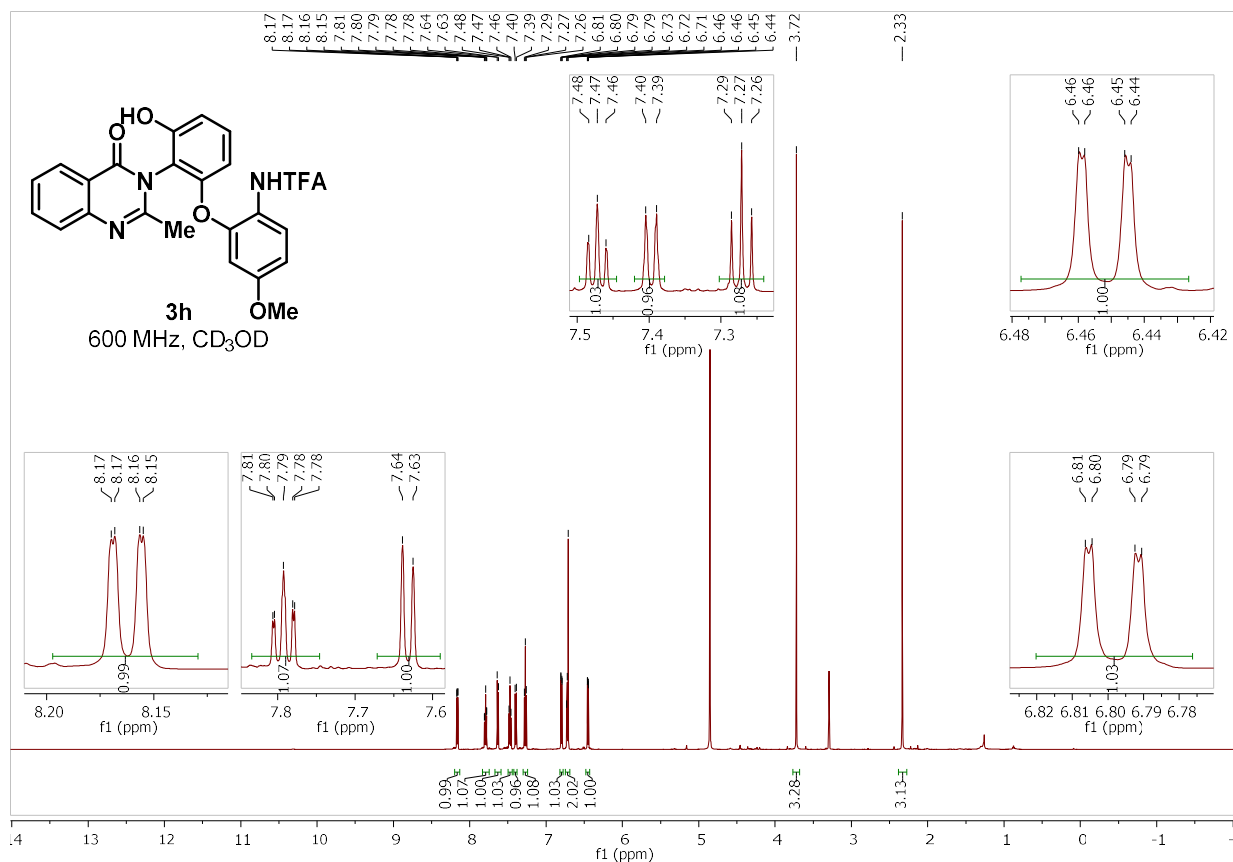 8.17 8.17 8.16 8.15 7.81 7.80 7.79 7.78 7.78 7.64 7.63 7.48 7.47 7.46 7.40 7.39 7.29 7.27 7.26 6.81 6.80 6.79 6.79 6.73 6.72 6.71 6.46 6.46 6.45 6.44 3.72 2.33
HO
O
N
N
Me
O
NHTFA
OMe
3h
600 MHz, CD3OD
7.48 7.47 7.46 7.40 7.39 7.29 7.27 7.26
1.03 0.96 1.08
7.5 7.4 7.3
f1 (ppm)
6.46 6.46 6.45 6.44
1.00
6.48 6.46 6.44 6.42
f1 (ppm)
8.17 8.17 8.16 8.15
0.99
8.20 8.15
f1 (ppm)
7.81 7.80 7.79 7.78 7.78 7.64 7.63
1.07 1.00
7.8 7.7 7.6
f1 (ppm)
6.81 6.80 6.79 6.79
1.03
6.82 6.81 6.80 6.79 6.78
f1 (ppm)
0.99 1.07 1.00 1.03 0.96 1.08 1.03 2.02 1.00 3.28 3.13
14 13 12 11 10 9 8 7 6 5 4 3 2 1 0 -1 -
f1 (ppm)